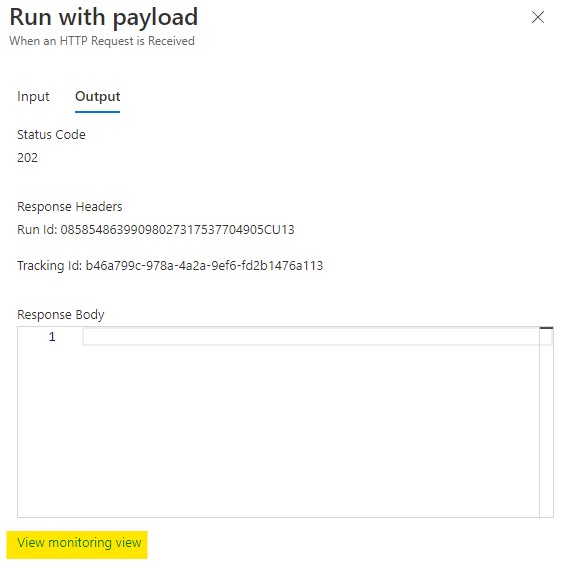 Run with payload
When an HTTP Request is Received
Input Output
Status Code
202
Response Headers
Run Id: 08585486399098027317537704905CU13
Tracking Id: b46a799c-978a-4a2a-9ef6-fd2b1476a113
Response Body
1
View monitoring view